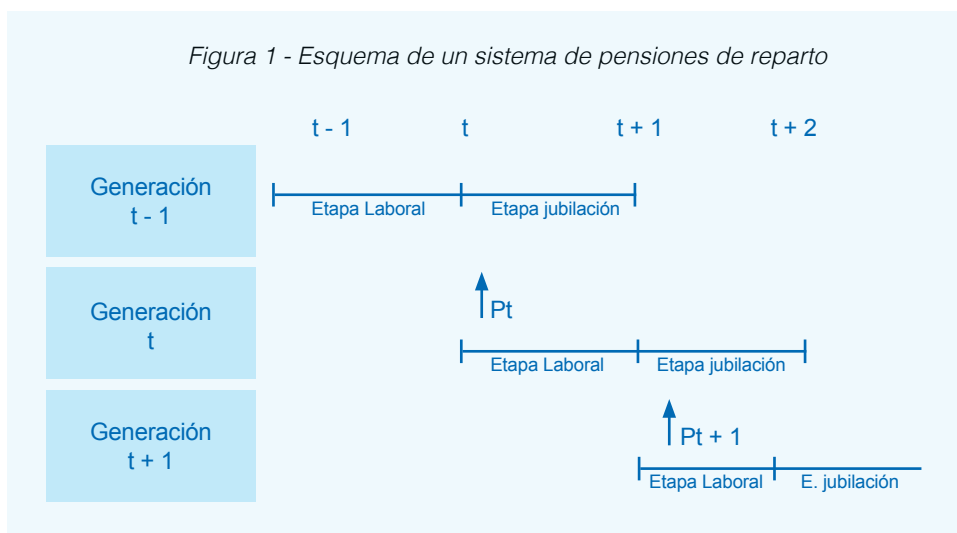 Figura 1 - Esquema de un sistema de pensiones de reparto
t - 1 t t + 1 t + 2
Generación
t - 1
Etapa Laboral Etapa jubilación
Generación
t
Pt
Etapa Laboral Etapa jubilación
Generación
t + 1
Pt + 1
Etapa Laboral E. jubilación